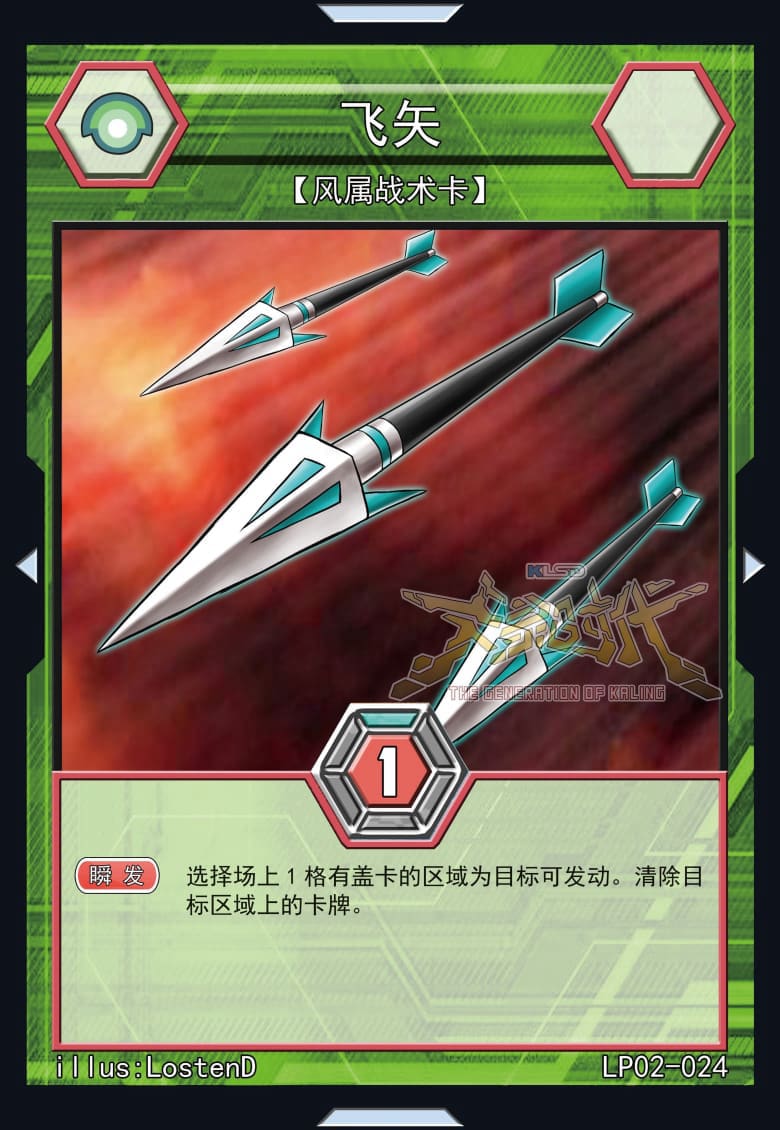 飞矢
【风属战术卡】
KLSD
THE GENERATION OF KALING
1
瞬 发
选择场上1格有盖卡的区域为目标可发动。清除目
标区域上的卡牌。
illus:LostenD
LP02-024